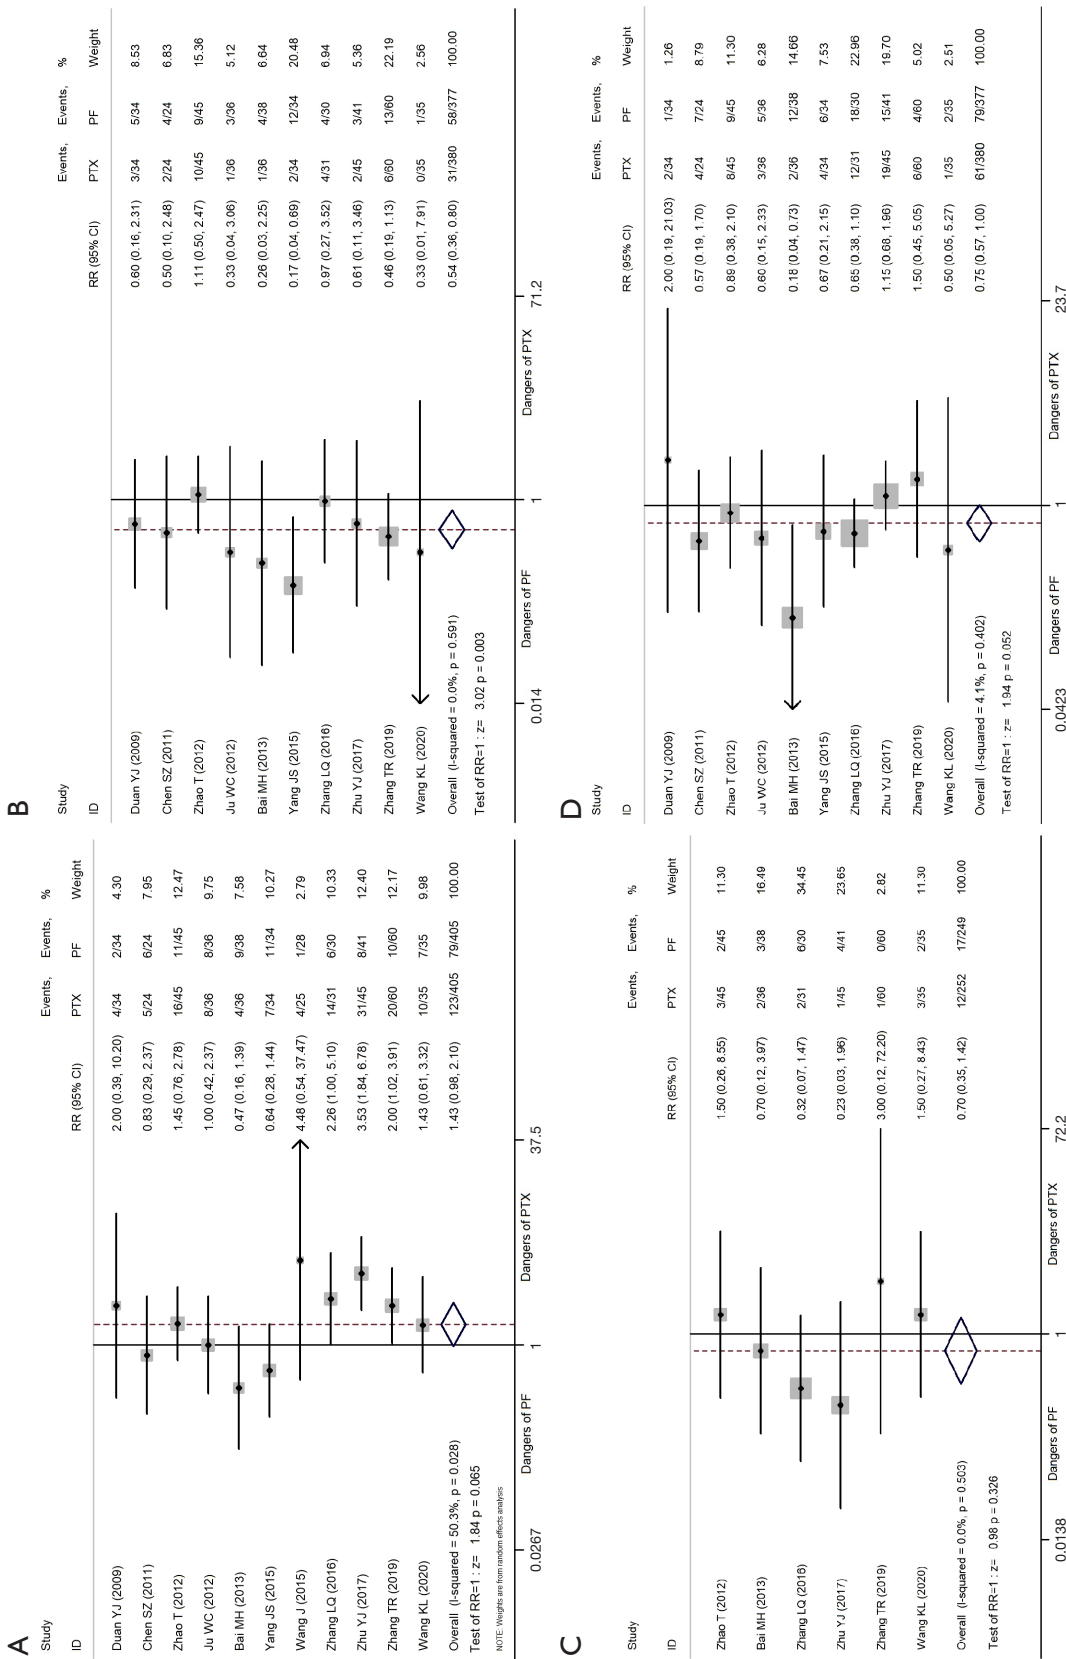 A
Study Events, Events, %
ID RR (95% CI) PTX PF Weight
Duan YJ (2009) 2.00 (0.39, 10.20) 4/34 2/34 4.30
Chen SZ (2011) 0.83 (0.29, 2.37) 5/24 6/24 7.95
Zhao T (2012) 1.45 (0.76, 2.78) 16/45 11/45 12.47
Ju WC (2012) 1.00 (0.42, 2.37) 8/36 8/36 9.75
Bai MH (2013) 0.47 (0.16, 1.39) 4/36 9/38 7.58
Yang JS (2015) 0.64 (0.28, 1.44) 7/34 11/34 10.27
Wang J (2015) 4.48 (0.54, 37.47) 4/25 1/28 2.79
Zhang LQ (2016) 2.26 (1.00, 5.10) 14/31 6/30 10.33
Zhu YJ (2017) 3.53 (1.84, 6.78) 31/45 8/41 12.40
Zhang TR (2019) 2.00 (1.02, 3.91) 20/60 10/60 12.17
Wang KL (2020) 1.43 (0.61, 3.32) 10/35 7/35 9.98
Overall (I-squared = 50.3%, p = 0.028) 1.43 (0.98, 2.10) 123/405 79/405 100.00
Test of RR=1 : z= 1.84 p = 0.065
NOTE: Weights are from random effects analysis
Dangers of PF Dangers of PTX
0.0267 1 37.5
B
Study Events, Events, %
ID RR (95% CI) PTX PF Weight
Duan YJ (2009) 0.60 (0.16, 2.31) 3/34 5/34 8.53
Chen SZ (2011) 0.50 (0.10, 2.48) 2/24 4/24 6.83
Zhao T (2012) 1.11 (0.50, 2.47) 10/45 9/45 15.36
Ju WC (2012) 0.33 (0.04, 3.06) 1/36 3/36 5.12
Bai MH (2013) 0.26 (0.03, 2.25) 1/36 4/38 6.64
Yang JS (2015) 0.17 (0.04, 0.69) 2/34 12/34 20.48
Zhang LQ (2016) 0.97 (0.27, 3.52) 4/31 4/30 6.94
Zhu YJ (2017) 0.61 (0.11, 3.46) 2/45 3/41 5.36
Zhang TR (2019) 0.46 (0.19, 1.13) 6/60 13/60 22.19
Wang KL (2020) 0.33 (0.01, 7.91) 0/35 1/35 2.56
Overall (I-squared = 0.0%, p = 0.591) 0.54 (0.36, 0.80) 31/380 58/377 100.00
Test of RR=1 : z= 3.02 p = 0.003
Dangers of PF Dangers of PTX
0.014 1 71.2
C
Study Events, Events, %
ID RR (95% CI) PTX PF Weight
Zhao T (2012) 1.50 (0.26, 8.55) 3/45 2/45 11.30
Bai MH (2013) 0.70 (0.12, 3.97) 2/36 3/38 16.49
Zhang LQ (2016) 0.32 (0.07, 1.47) 2/31 6/30 34.45
Zhu YJ (2017) 0.23 (0.03, 1.96) 1/45 4/41 23.65
Zhang TR (2019) 3.00 (0.12, 72.20) 1/60 0/60 2.82
Wang KL (2020) 1.50 (0.27, 8.43) 3/35 2/35 11.30
Overall (I-squared = 0.0%, p = 0.503) 0.70 (0.35, 1.42) 12/252 17/249 100.00
Test of RR=1 : z= 0.98 p = 0.326
Dangers of PF Dangers of PTX
0.0138 1 72.2
D
Study Events, Events, %
ID RR (95% CI) PTX PF Weight
Duan YJ (2009) 2.00 (0.19, 21.03) 2/34 1/34 1.26
Chen SZ (2011) 0.57 (0.19, 1.70) 4/24 7/24 8.79
Zhao T (2012) 0.89 (0.38, 2.10) 8/45 9/45 11.30
Ju WC (2012) 0.60 (0.15, 2.33) 3/36 5/36 6.28
Bai MH (2013) 0.18 (0.04, 0.73) 2/36 12/38 14.66
Yang JS (2015) 0.67 (0.21, 2.15) 4/34 6/34 7.53
Zhang LQ (2016) 0.65 (0.38, 1.10) 12/31 18/30 22.96
Zhu YJ (2017) 1.15 (0.68, 1.96) 19/45 15/41 19.70
Zhang TR (2019) 1.50 (0.45, 5.05) 6/60 4/60 5.02
Wang KL (2020) 0.50 (0.05, 5.27) 1/35 2/35 2.51
Overall (I-squared = 4.1%, p = 0.402) 0.75 (0.57, 1.00) 61/380 79/377 100.00
Test of RR=1 : z= 1.94 p = 0.052
Dangers of PF Dangers of PTX
0.0423 1 23.7